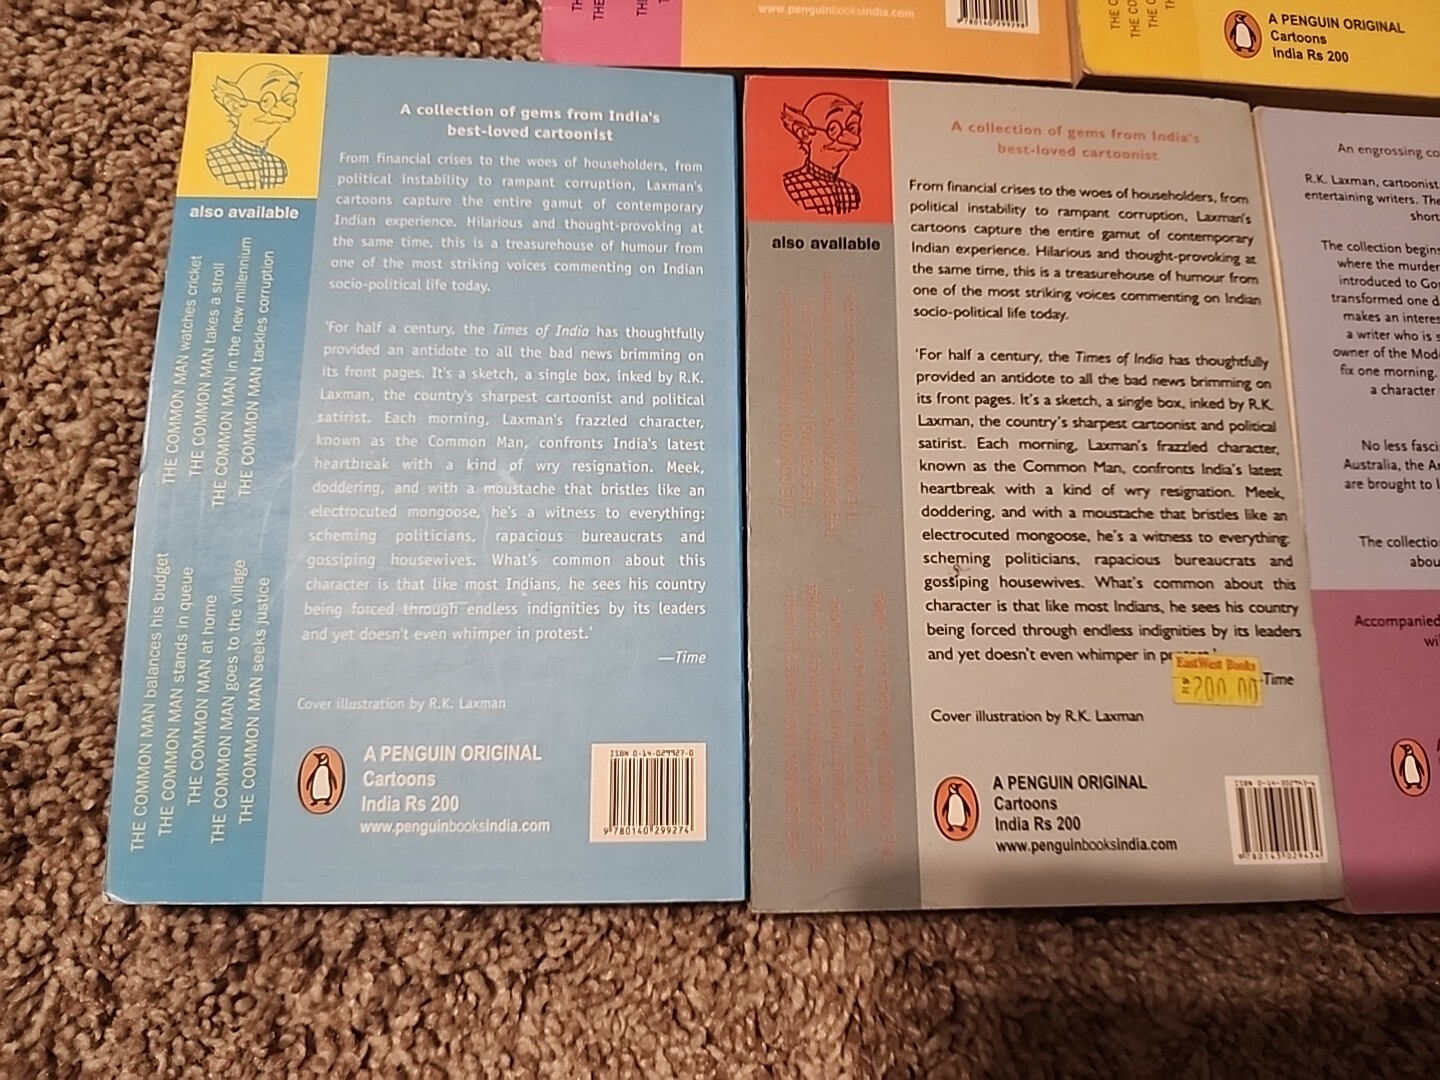 www.penguinbooksindia.com
A PENGUIN ORIGINAL
Cartoons
India Rs 200
A collection of gems from India's
best-loved cartoonist
From financial crises to the woes of householders, from
political instability to rampant corruption, Laxman's
cartoons capture the entire gamut of contemporary
Indian experience. Hilarious and thought-provoking at
the same time, this is a treasurehouse of humour from
one of the most striking voices commenting on Indian
socio-political life today.
'For half a century, the Times of India has thoughtfully
provided an antidote to all the bad news brimming on
its front pages. It's a sketch, a single box, inked by R.K.
Laxman, the country's sharpest cartoonist and political
satirist. Each morning, Laxman's frazzled character,
known as the Common Man, confronts India's latest
heartbreak with a kind of wry resignation. Meek,
doddering, and with a moustache that bristles like an
electrocuted mongoose, he's a witness to everything:
scheming politicians, rapacious bureaucrats and
gossiping housewives. What's common about this
character is that like most Indians, he sees his country
being forced through endless indignities by its leaders
and yet doesn't even whimper in protest.'
—Time
Cover illustration by R.K. Laxman
A PENGUIN ORIGINAL
Cartoons
India Rs 200
www.penguinbooksindia.com
ISBN 0-14-029927-0
9 780140 299274
also available
THE COMMON MAN balances his budget
THE COMMON MAN watches cricket
THE COMMON MAN stands in queue
THE COMMON MAN takes a stroll
THE COMMON MAN at home
THE COMMON MAN in the new millennium
THE COMMON MAN goes to the village
THE COMMON MAN tackles corruption
THE COMMON MAN seeks justice
also available
A collection of gems from India's
best-loved cartoonist
From financial crises to the woes of householders, from
political instability to rampant corruption, Laxman's
cartoons capture the entire gamut of contemporary
Indian experience. Hilarious and thought-provoking at
the same time, this is a treasurehouse of humour from
one of the most striking voices commenting on Indian
socio-political life today.
'For half a century, the Times of India has thoughtfully
provided an antidote to all the bad news brimming on
its front pages. It's a sketch, a single box, inked by R.K.
Laxman, the country's sharpest cartoonist and political
satirist. Each morning, Laxman's frazzled character,
known as the Common Man, confronts India's latest
heartbreak with a kind of wry resignation. Meek,
doddering, and with a moustache that bristles like an
electrocuted mongoose, he's a witness to everything:
scheming politicians, rapacious bureaucrats and
gossiping housewives. What's common about this
character is that like most Indians, he sees his country
being forced through endless indignities by its leaders
and yet doesn't even whimper in
EastWest Books
200.00
-Time
Cover illustration by R.K. Laxman
A PENGUIN ORIGINAL
Cartoons
India Rs 200
www.penguinbooksindia.com
9 780143 029434
An engrossing
R.K. Laxman, cartoonist
entertaining writers.
short
The collection begins
where the murder
introduced to
transformed one
makes an
a writer who is
owner of the
fix one morning.
a character
No less
Australia, the
are brought to
The
Accompanied